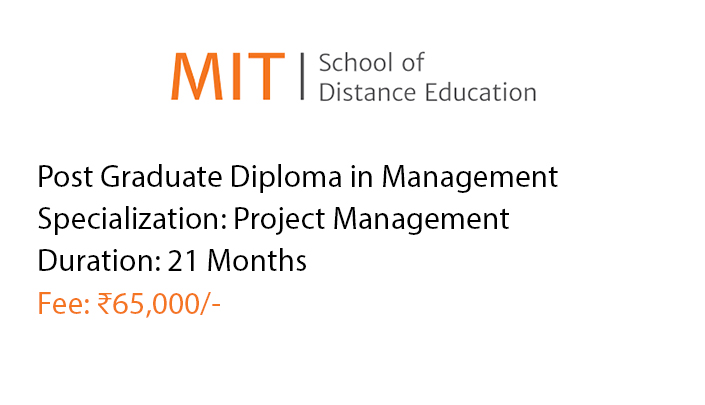 MIT | School of
Distance Education
Post Graduate Diploma in Management
Specialization: Project Management
Duration: 21 Months
Fee: ₹65,000/-